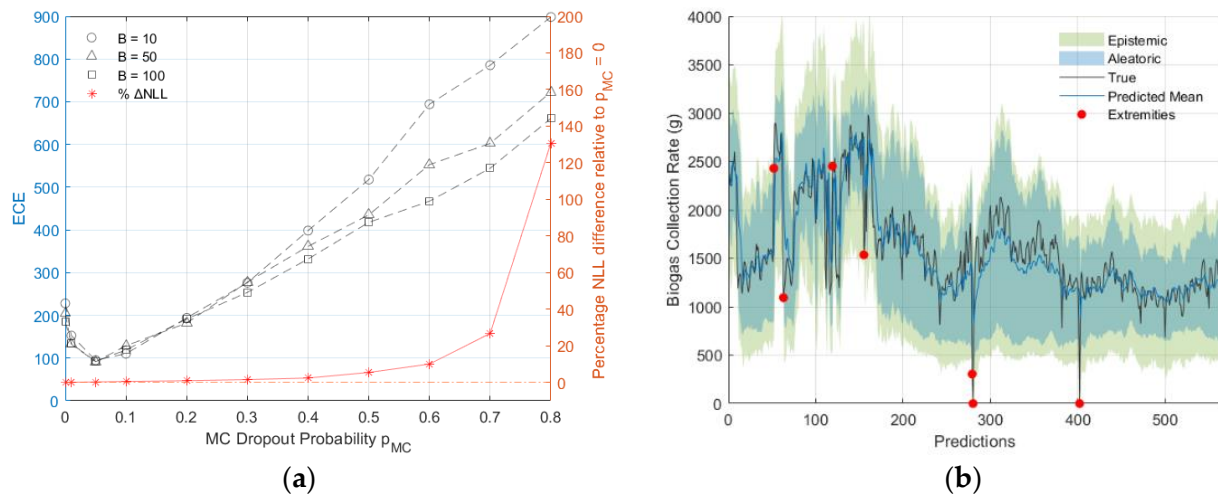 900
800
700
600
500
400
300
200
100
0
ECE
B = 10
B = 50
B = 100
% ΔNLL
200
180
160
140
120
100
80
60
40
20
0
Percentage NLL difference relative to pMC = 0
0 0.1 0.2 0.3 0.4 0.5 0.6 0.7 0.8
MC Dropout Probability pMC
(a)
4000
3500
3000
2500
2000
1500
1000
500
0
Biogas Collection Rate (g)
Epistemic
Aleatoric
True
Predicted Mean
Extremities
0 100 200 300 400 500
Predictions
(b)